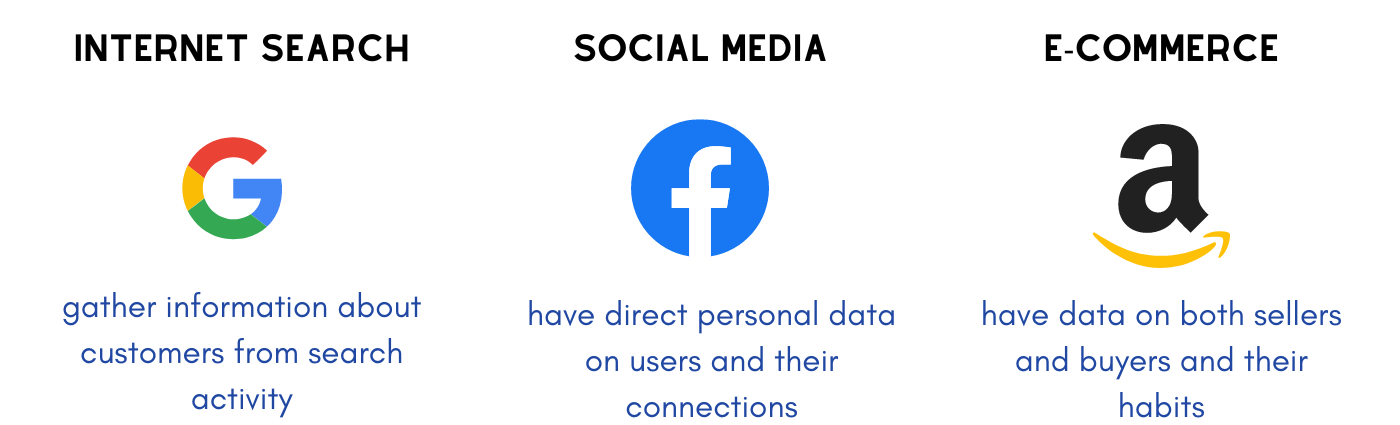 INTERNET SEARCH
gather information about
customers from search
activity
SOCIAL MEDIA
have direct personal data
on users and their
connections
E-COMMERCE
have data on both sellers
and buyers and their
habits